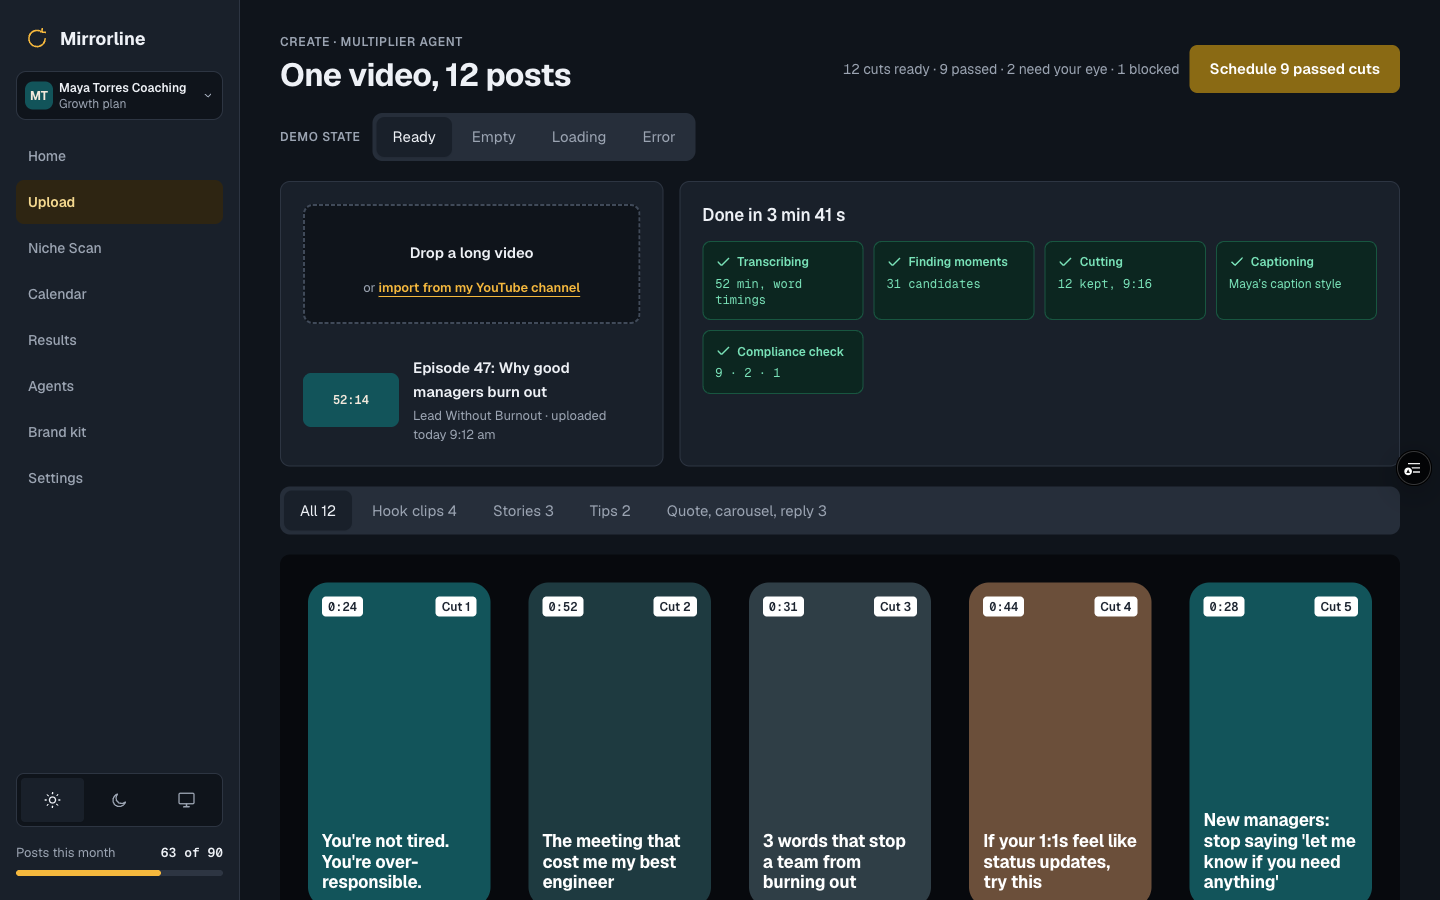 Mirrorline
MT
Maya Torres Coaching
Growth plan
Home
Upload
Niche Scan
Calendar
Results
Agents
Brand kit
Settings
Posts this month
63 of 90
CREATE · MULTIPLIER AGENT
One video, 12 posts
12 cuts ready · 9 passed · 2 need your eye · 1 blocked
Schedule 9 passed cuts
DEMO STATE
Ready
Empty
Loading
Error
Drop a long video
or import from my YouTube channel
52:14
Episode 47: Why good
managers burn out
Lead Without Burnout · uploaded
today 9:12 am
Done in 3 min 41 s
Transcribing
52 min, word
timings
Finding moments
31 candidates
Cutting
12 kept, 9:16
Captioning
Maya's caption style
Compliance check
9 · 2 · 1
All 12
Hook clips 4
Stories 3
Tips 2
Quote, carousel, reply 3
0:24
Cut 1
You're not tired.
You're over-
responsible.
0:52
Cut 2
The meeting that
cost me my best
engineer
0:31
Cut 3
3 words that stop
a team from
burning out
0:44
Cut 4
If your 1:1s feel like
status updates,
try this
0:28
Cut 5
New managers:
stop saying 'let me
know if you need
anything'